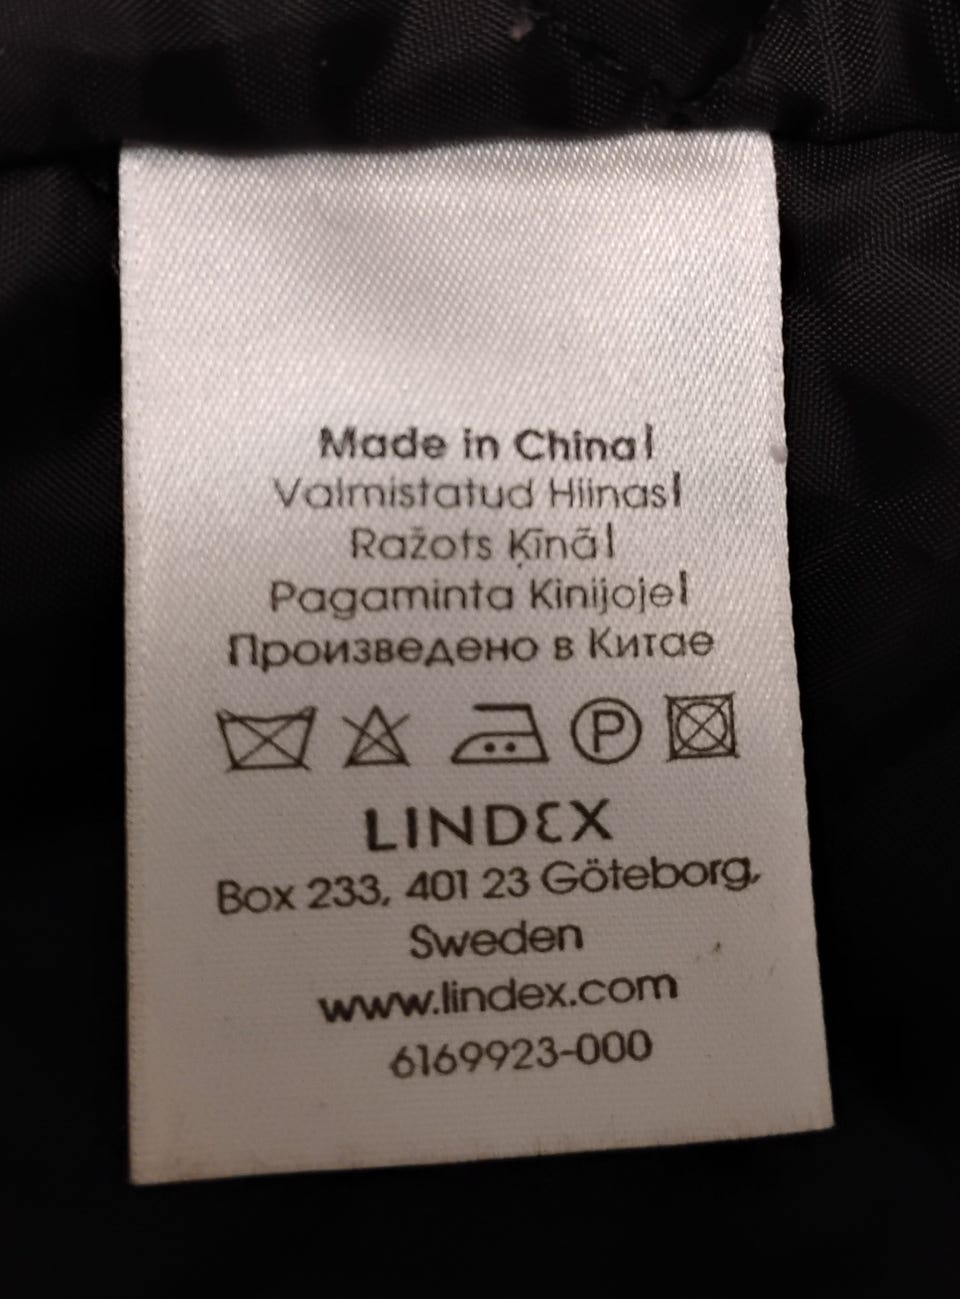 Made in China|
Valmistatud Hiinas|
Ražots Ķīnā|
Pagaminta Kinijoje|
Произведено в Китае
P
LINDEX
Box 233, 401 23 Göteborg,
Sweden
www.lindex.com
6169923-000